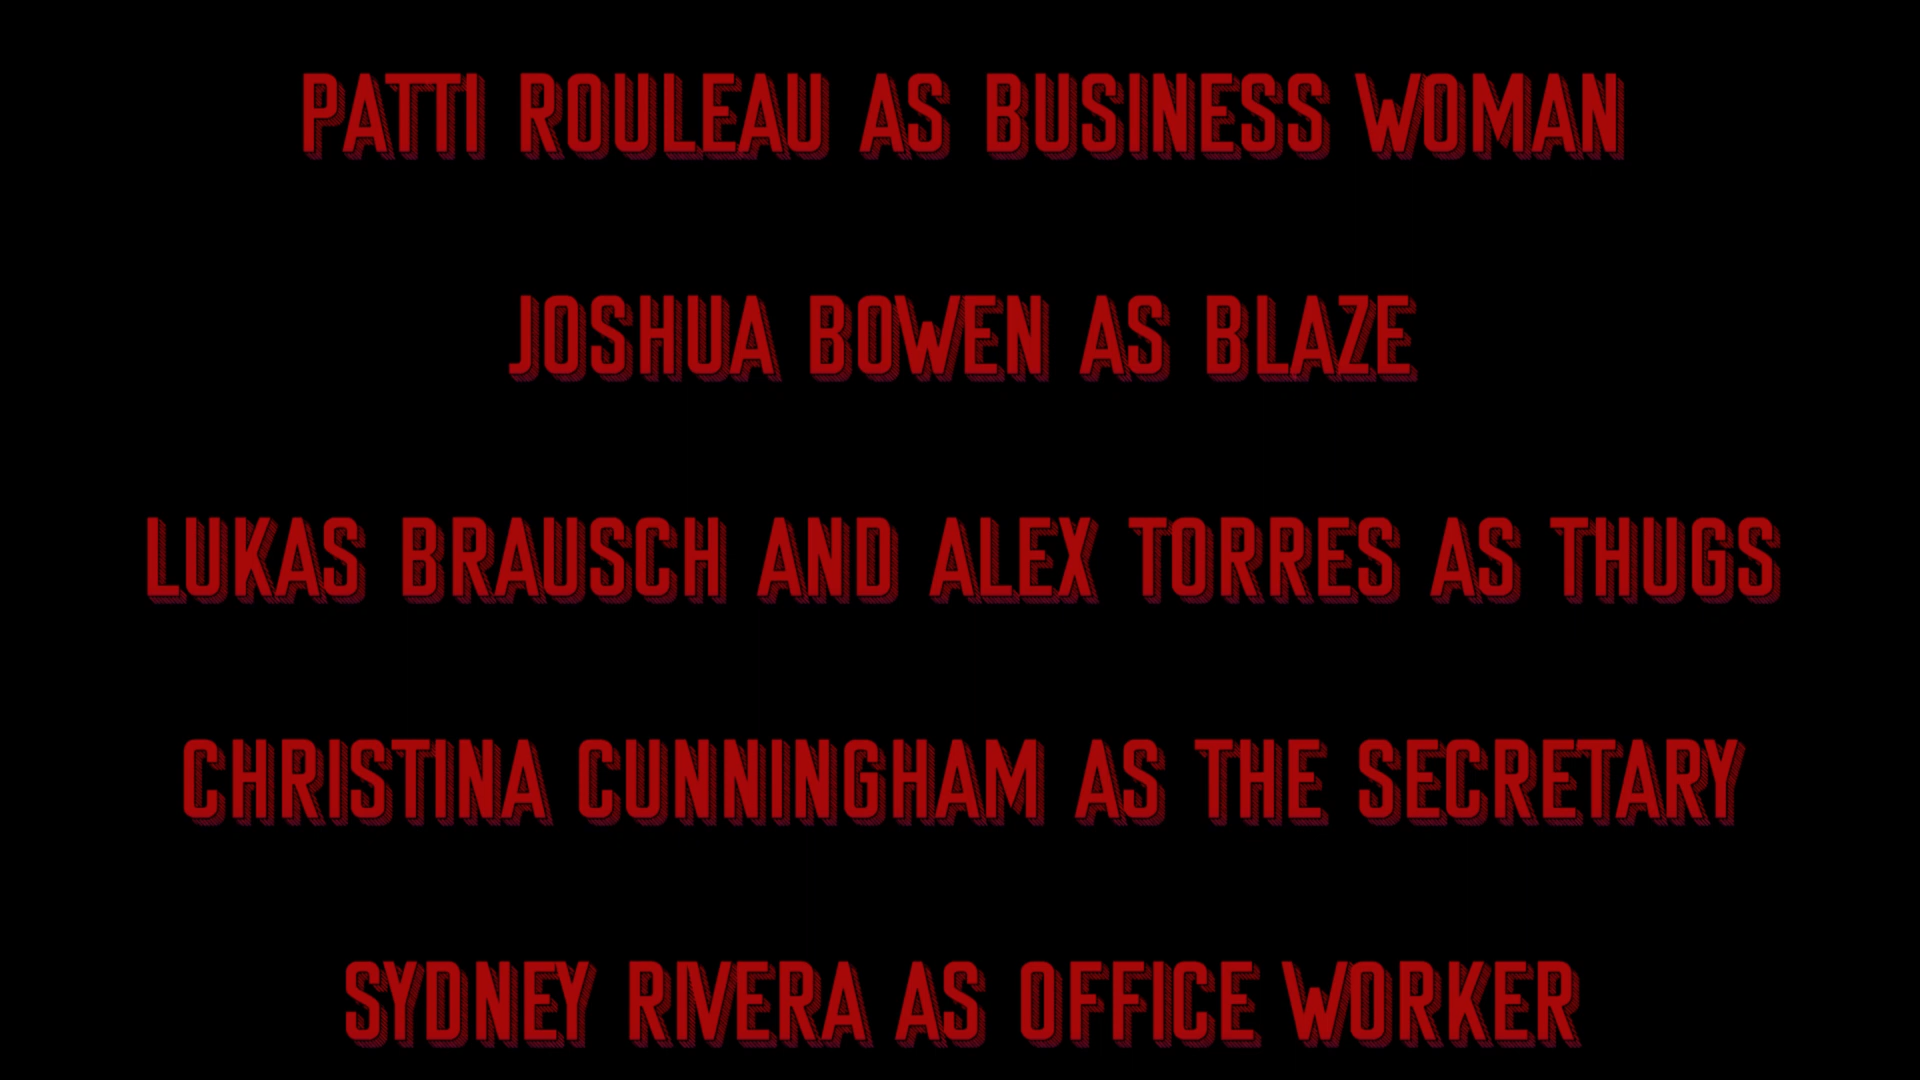 PATTI ROULEAU AS BUSINESS WOMAN
JOSHUA BOWEN AS BLAZE
LUKAS BRAUSCH AND ALEX TORRES AS THUGS
CHRISTINA CUNNINGHAM AS THE SECRETARY
SYDNEY RIVERA AS OFFICE WORKER